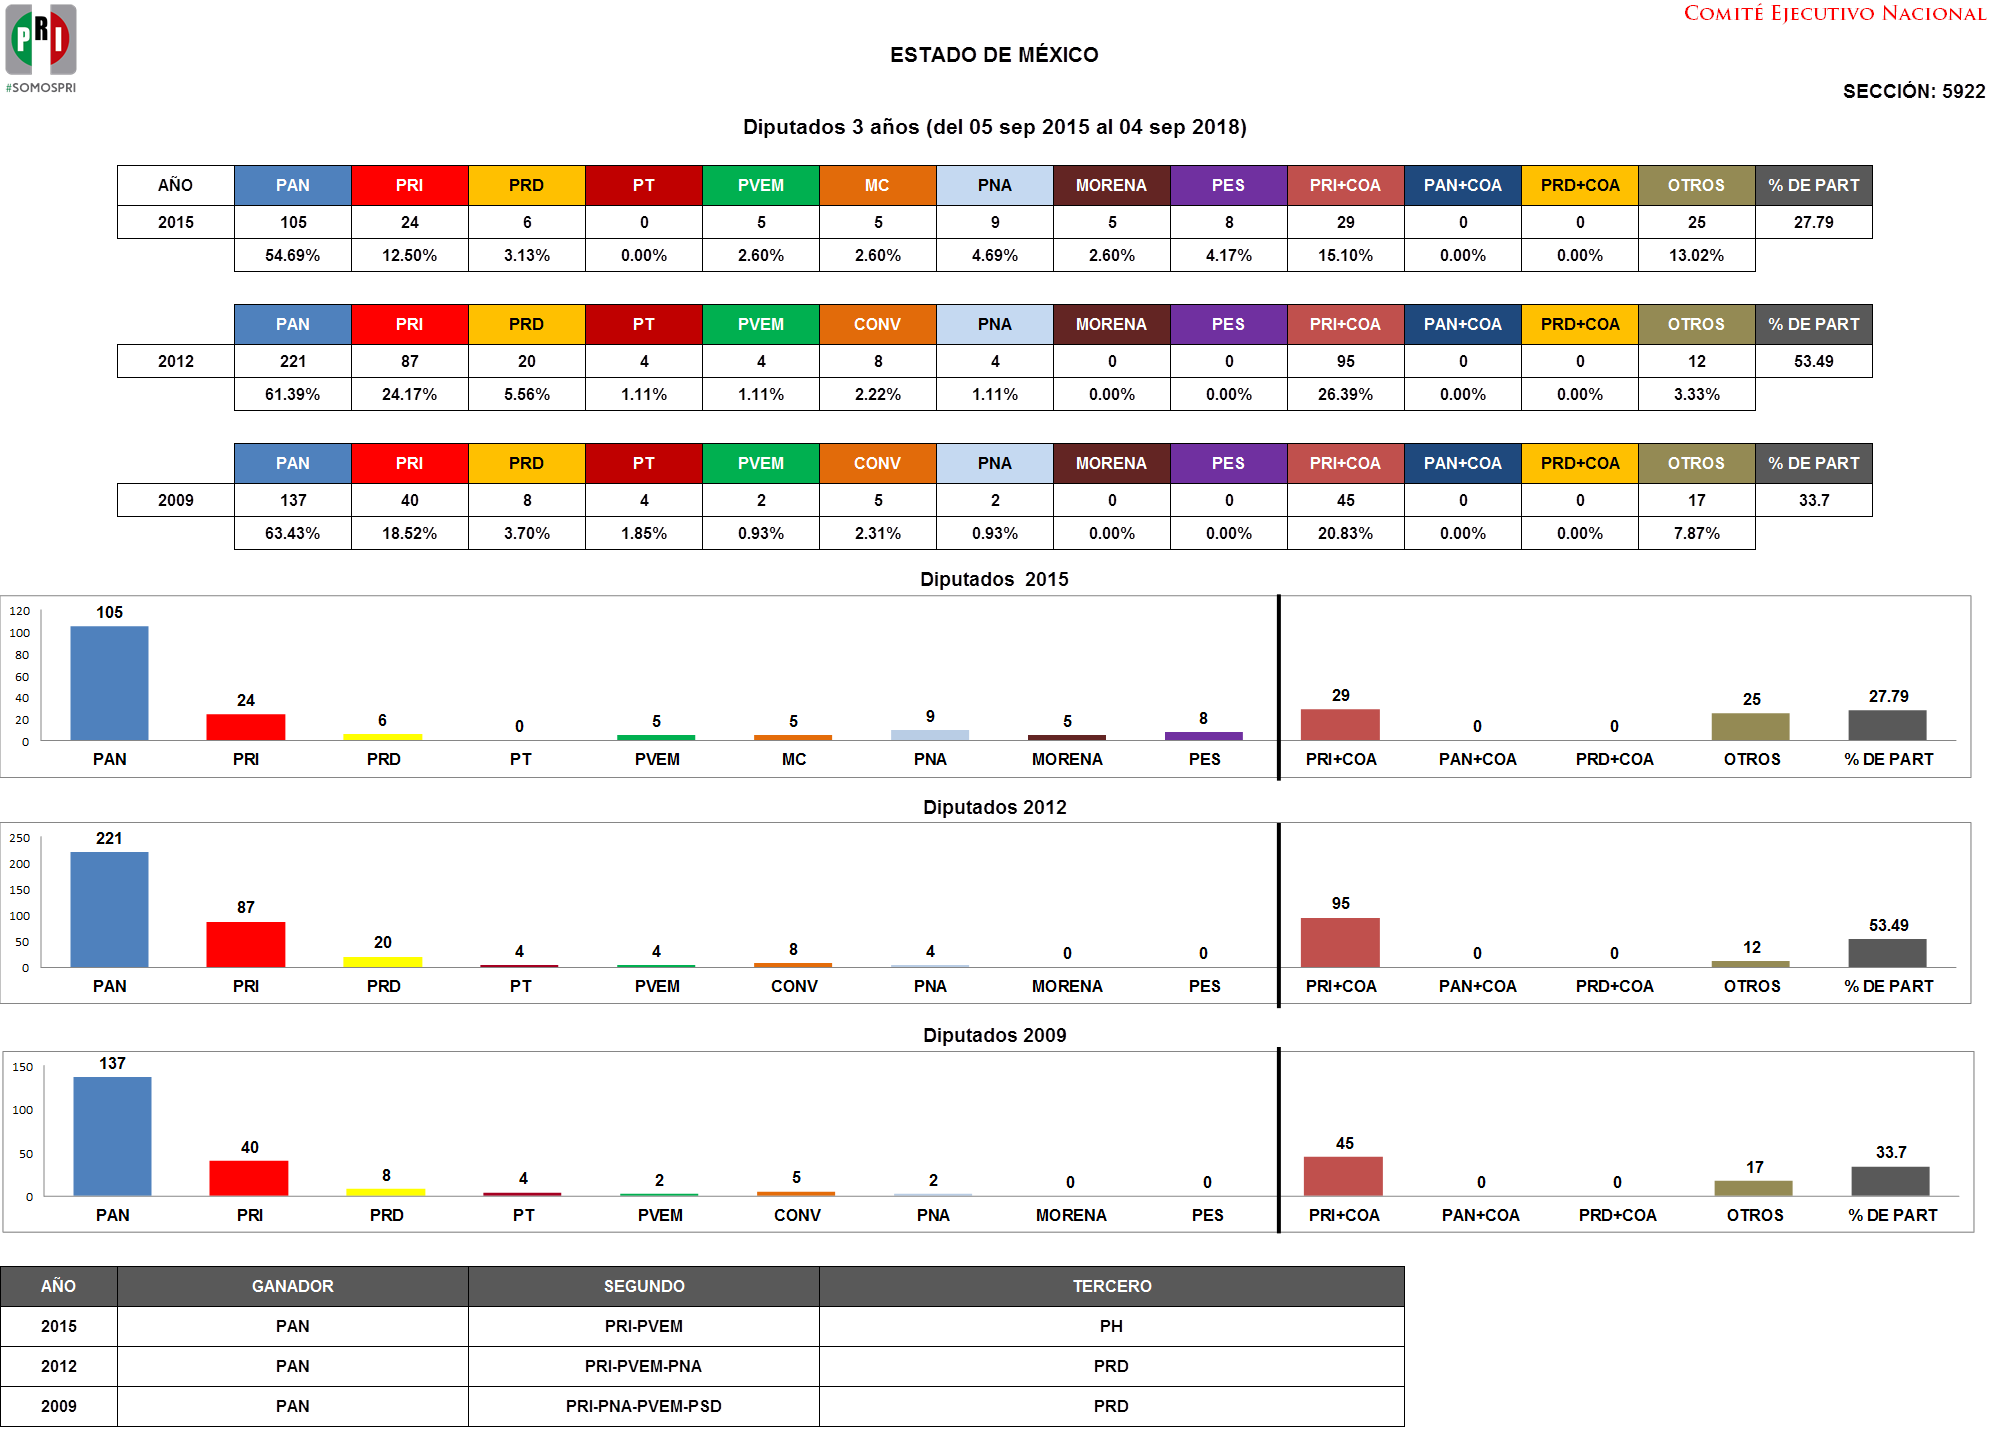 PRI
#SOMOSPRI
COMITÉ EJECUTIVO NACIONAL
ESTADO DE MÉXICO
SECCIÓN: 5922
Diputados 3 años (del 05 sep 2015 al 04 sep 2018)
AÑO PAN PRI PRD PT PVEM MC PNA MORENA PES PRI+COA PAN+COA PRD+COA OTROS % DE PART
2015 105 24 6 0 5 5 9 5 8 29 0 0 25 27.79
54.69% 12.50% 3.13% 0.00% 2.60% 2.60% 4.69% 2.60% 4.17% 15.10% 0.00% 0.00% 13.02%
PAN PRI PRD PT PVEM CONV PNA MORENA PES PRI+COA PAN+COA PRD+COA OTROS % DE PART
2012 221 87 20 4 4 8 4 0 0 95 0 0 12 53.49
61.39% 24.17% 5.56% 1.11% 1.11% 2.22% 1.11% 0.00% 0.00% 26.39% 0.00% 0.00% 3.33%
PAN PRI PRD PT PVEM CONV PNA MORENA PES PRI+COA PAN+COA PRD+COA OTROS % DE PART
2009 137 40 8 4 2 5 2 0 0 45 0 0 17 33.7
63.43% 18.52% 3.70% 1.85% 0.93% 2.31% 0.93% 0.00% 0.00% 20.83% 0.00% 0.00% 7.87%
Diputados 2015
120
100
80
60
40
20
0
105 24 6 0 5 5 9 5 8 29 0 0 25 27.79
PAN PRI PRD PT PVEM MC PNA MORENA PES PRI+COA PAN+COA PRD+COA OTROS % DE PART
Diputados 2012
250
200
150
100
50
0
221 87 20 4 4 8 4 0 0 95 0 0 12 53.49
PAN PRI PRD PT PVEM CONV PNA MORENA PES PRI+COA PAN+COA PRD+COA OTROS % DE PART
Diputados 2009
150
100
50
0
137 40 8 4 2 5 2 0 0 45 0 0 17 33.7
PAN PRI PRD PT PVEM CONV PNA MORENA PES PRI+COA PAN+COA PRD+COA OTROS % DE PART
AÑO GANADOR SEGUNDO TERCERO
2015 PAN PRI-PVEM PH
2012 PAN PRI-PVEM-PNA PRD
2009 PAN PRI-PNA-PVEM-PSD PRD